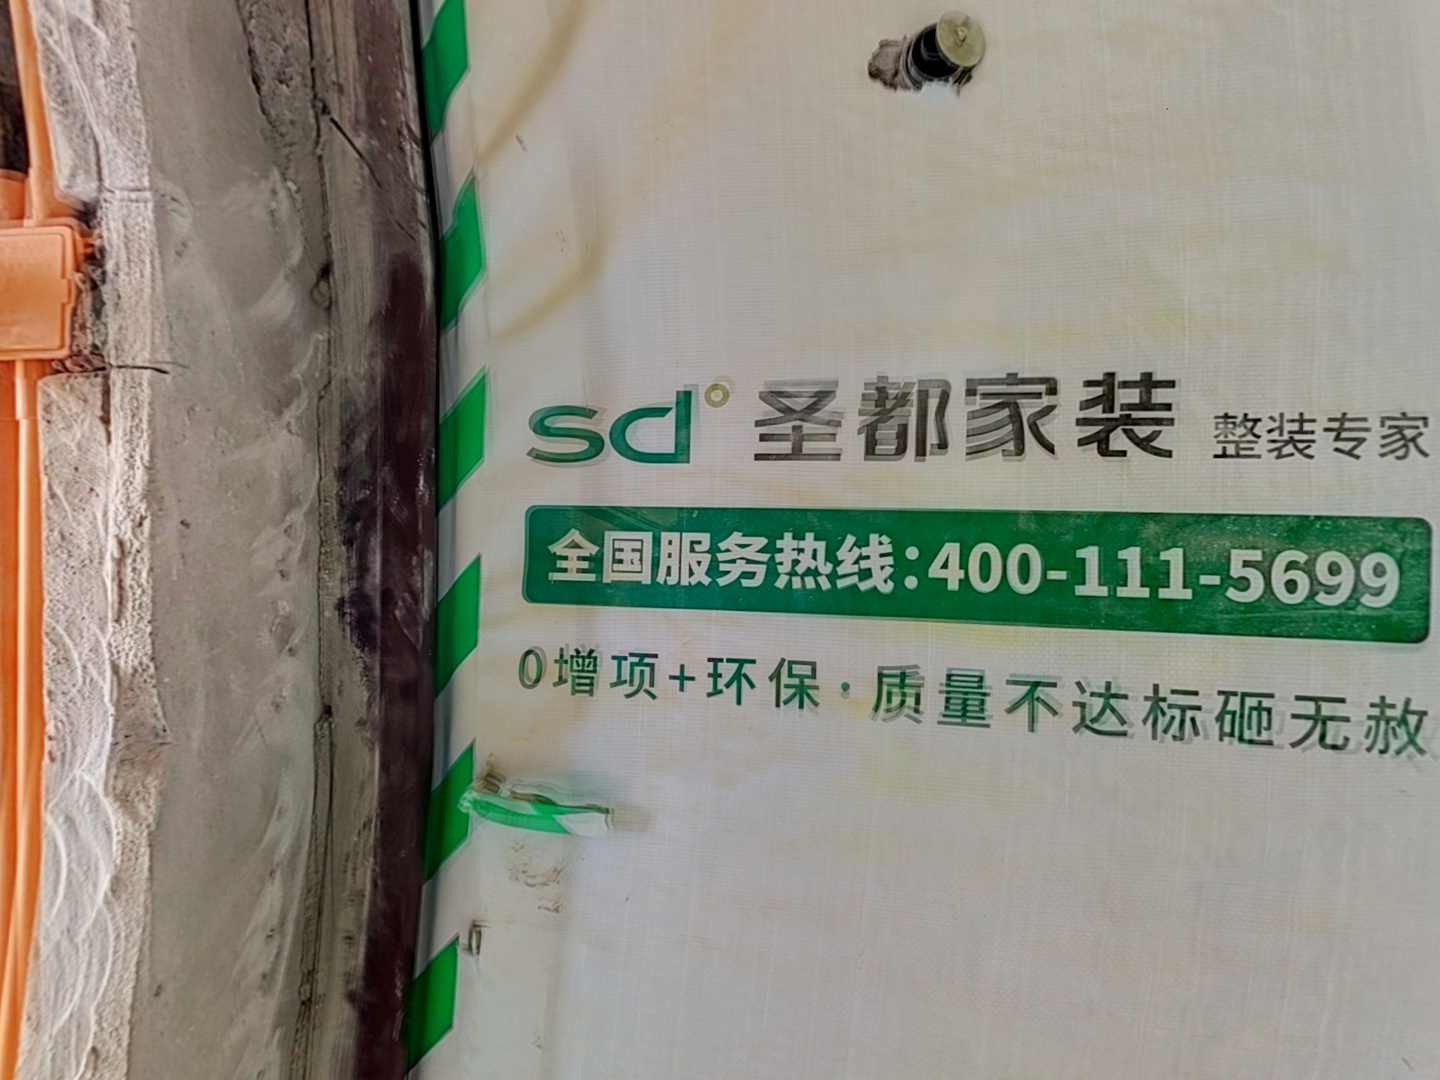 sd 圣都家装 整装专家
全国服务热线:400-111-5699
0增项+环保·质量不达标砸无赦